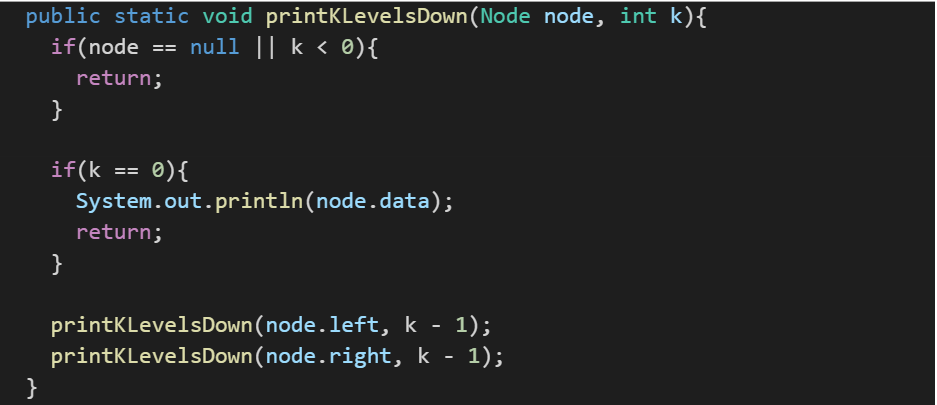 public static void printKLevelsDown(Node node, int k){
  if(node == null || k < 0){
    return;
  }

  if(k == 0){
    System.out.println(node.data);
    return;
  }

  printKLevelsDown(node.left, k - 1);
  printKLevelsDown(node.right, k - 1);
}